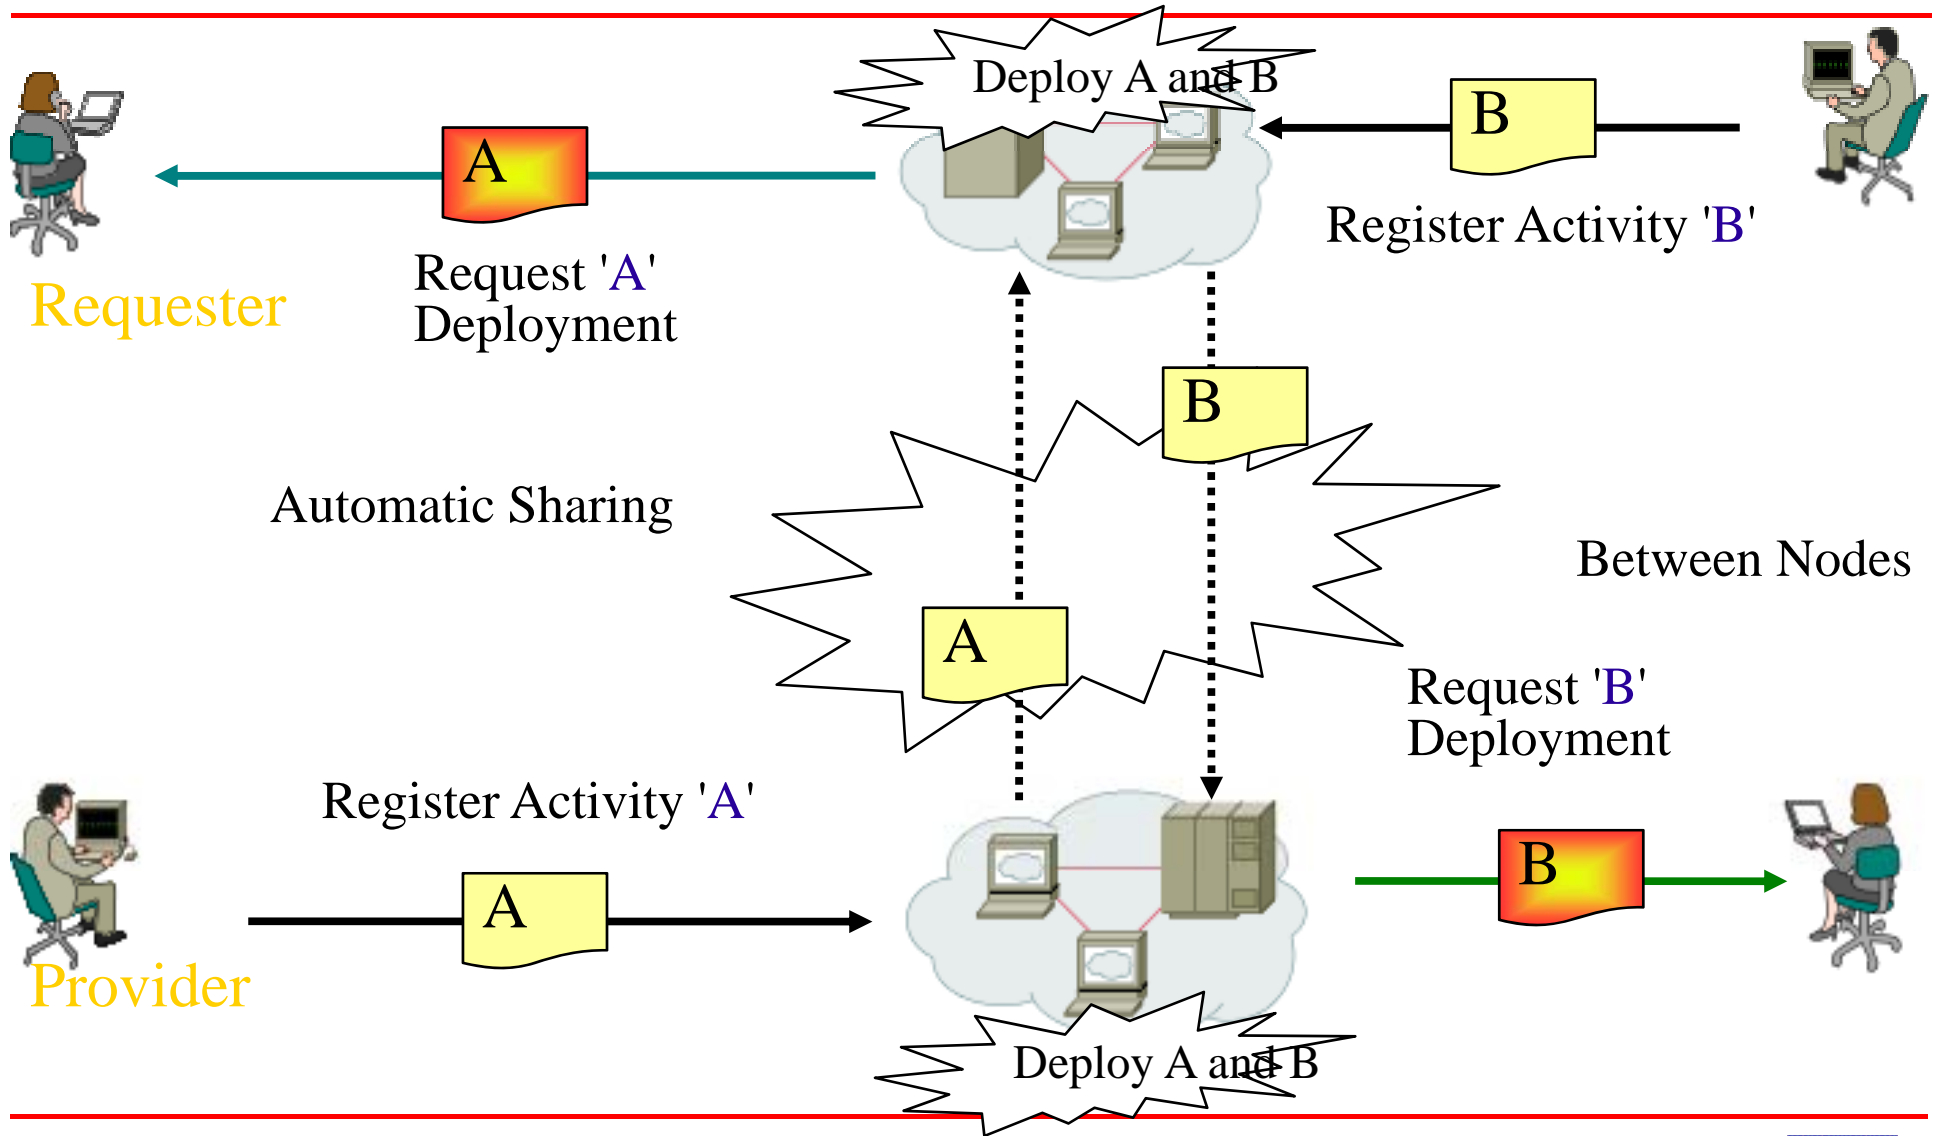 Deploy A and B
B
A
Register Activity 'B'
Request 'A'
Deployment
Requester
B
Automatic Sharing
Between Nodes
A
Request 'B'
Deployment
Register Activity 'A'
B
A
Provider
Deploy A and B